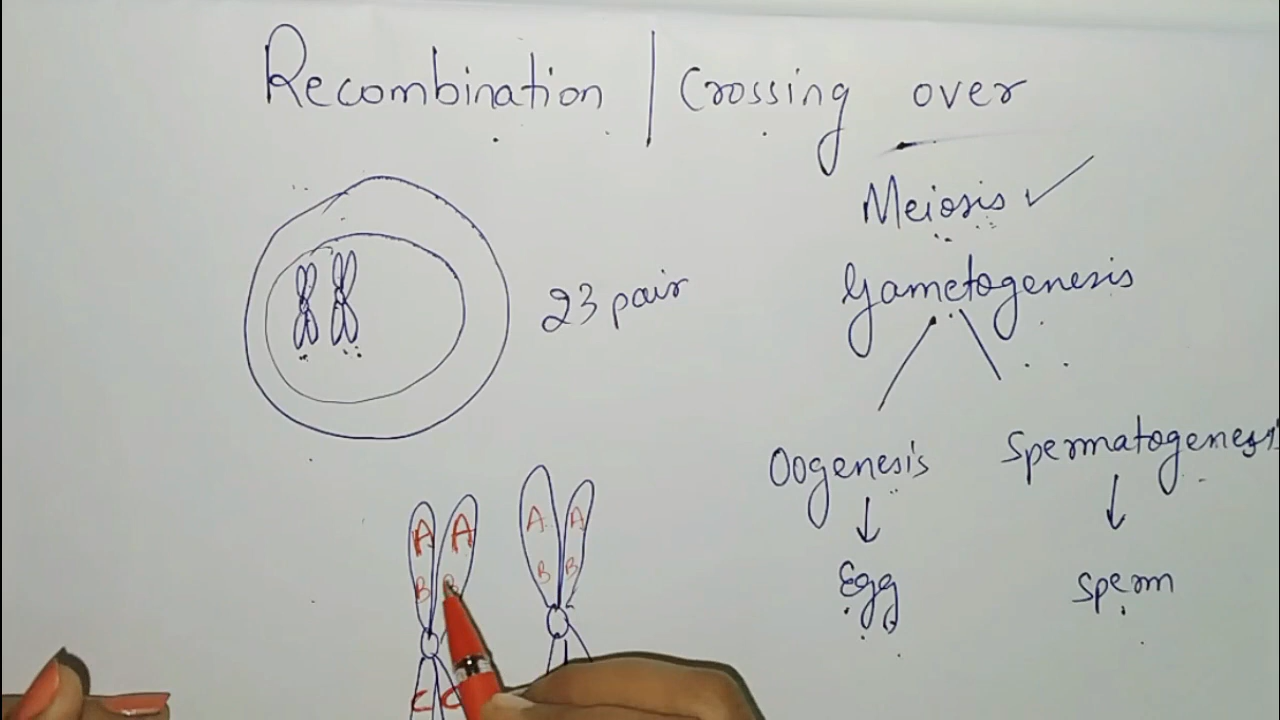 Recombination / Crossing over
Meiosis ✓
Gametogenesis
23 pair
Oogenesis Spermatogenesis
Egg Sperm
A A A A
B B B B
C C